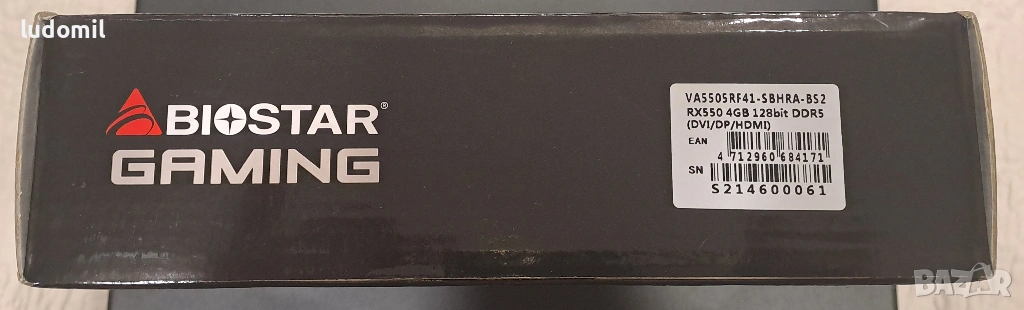 ludomil
BIOSTAR®
GAMING
VA5505RF41-SBHRA-BS2
RX550 4GB 128bit DDR5
(DVI/DP/HDMI)
EAN
4 712960 684171
SN
S214600061
BAZAR